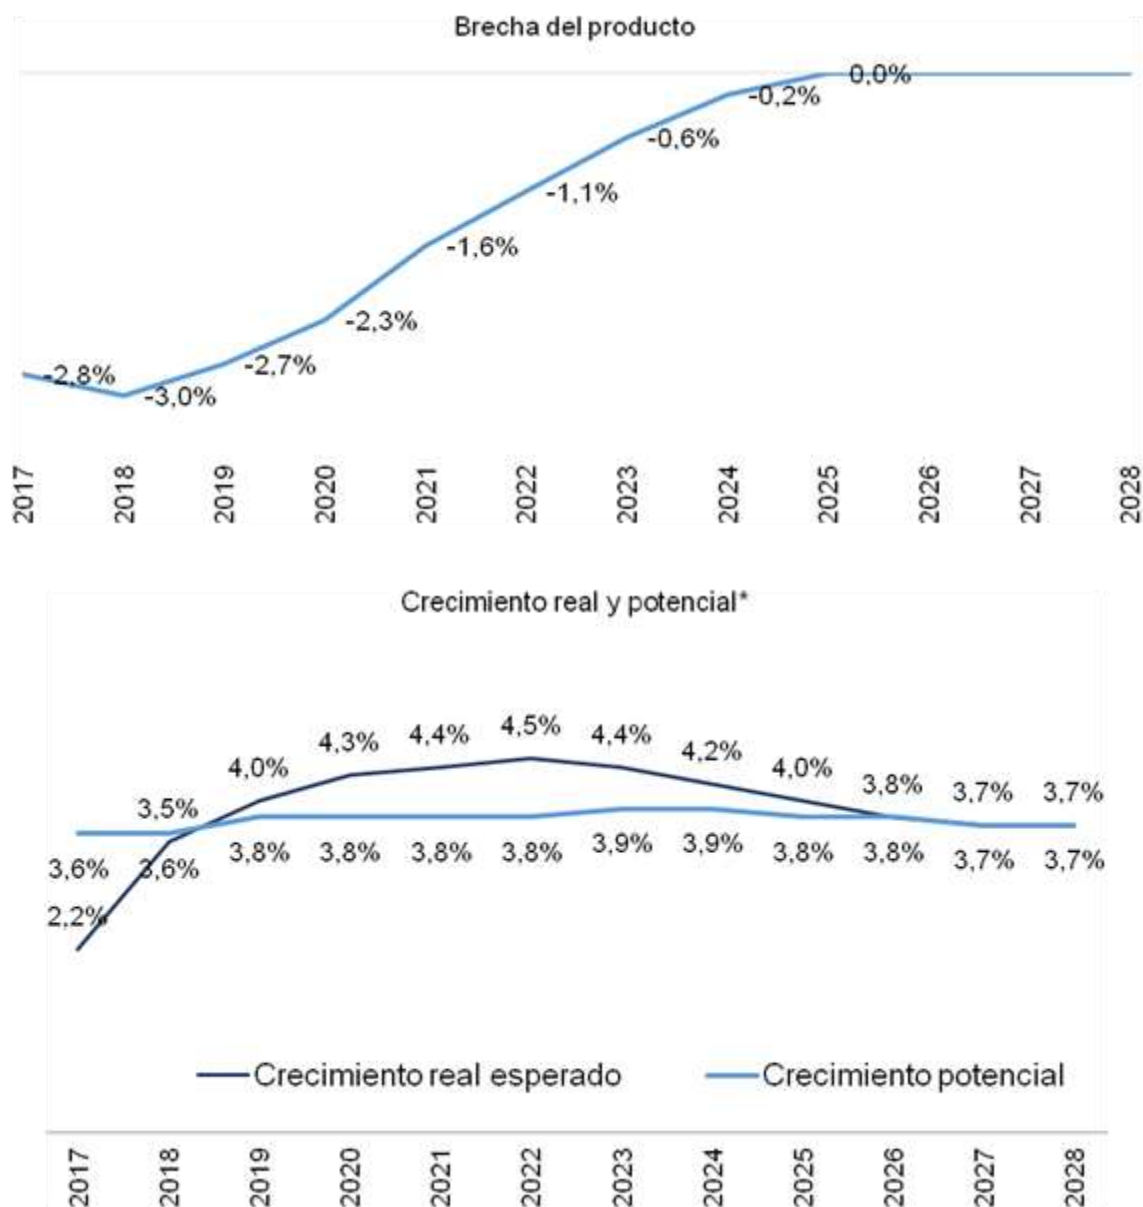 Brecha del producto
0,0%
-0,2%
-0,6%
-1,1%
-1,6%
-2,3%
-2,7%
-2,8%
-3,0%
2017 2018 2019 2020 2021 2022 2023 2024 2025 2026 2027 2028
Crecimiento real y potencial*
3,5% 4,0% 4,3% 4,4% 4,5% 4,4% 4,2% 4,0% 3,8% 3,7% 3,7%
3,6% 3,6% 3,8% 3,8% 3,8% 3,8% 3,9% 3,9% 3,8% 3,8% 3,7% 3,7%
2,2%
Crecimiento real esperado Crecimiento potencial
2017 2018 2019 2020 2021 2022 2023 2024 2025 2026 2027 2028